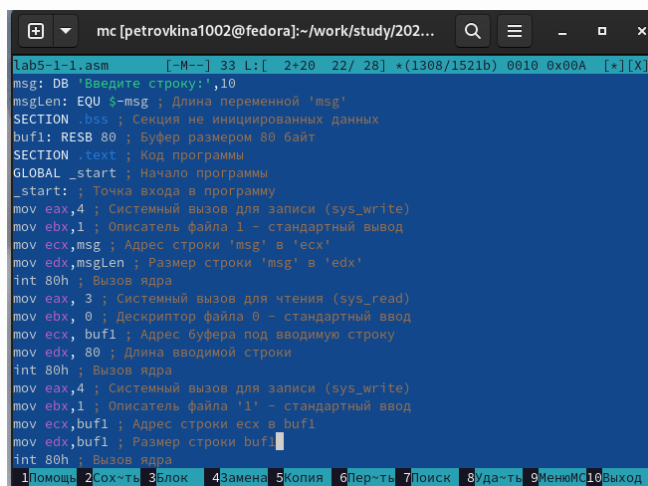 mc [petrovkina1002@fedora]:~/work/study/202...
lab5-1-1.asm [-M--] 33 L:[ 2+20 22/ 28] *(1308/1521b) 0010 0x00A [*][X]
msg: DB 'Введите строку:',10
msgLen: EQU $-msg ; Длина переменной 'msg'
SECTION .bss ; Секция не инициированных данных
buf1: RESB 80 ; Буфер размером 80 байт
SECTION .text ; Код программы
GLOBAL _start ; Начало программы
_start: ; Точка входа в программу
mov eax,4 ; Системный вызов для записи (sys_write)
mov ebx,1 ; Описатель файла 1 - стандартный вывод
mov ecx,msg ; Адрес строки 'msg' в 'ecx'
mov edx,msgLen ; Размер строки 'msg' в 'edx'
int 80h ; Вызов ядра
mov eax, 3 ; Системный вызов для чтения (sys_read)
mov ebx, 0 ; Дескриптор файла 0 - стандартный ввод
mov ecx, buf1 ; Адрес буфера под вводимую строку
mov edx, 80 ; Длина вводимой строки
int 80h ; Вызов ядра
mov eax,4 ; Системный вызов для записи (sys_write)
mov ebx,1 ; Описатель файла '1' - стандартный ввод
mov ecx,buf1 ; Адрес строки ecx в buf1
mov edx,buf1 ; Размер строки buf1
int 80h ; Вызов ядра
1Помощь 2Сох~ть 3Блок 4Замена 5Копия 6Пер~ть 7Поиск 8Уда~ть 9МенюMC 10Выход